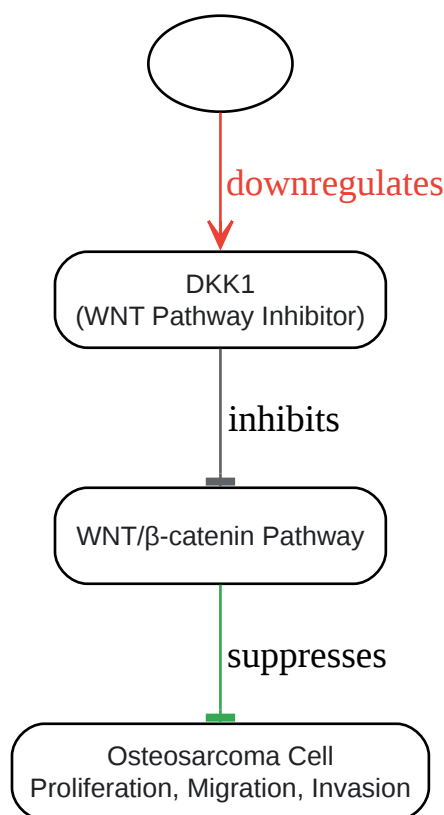 downregulates
DKK1
(WNT Pathway Inhibitor)
inhibits
WNT/β-catenin Pathway
suppresses
Osteosarcoma Cell
Proliferation, Migration, Invasion